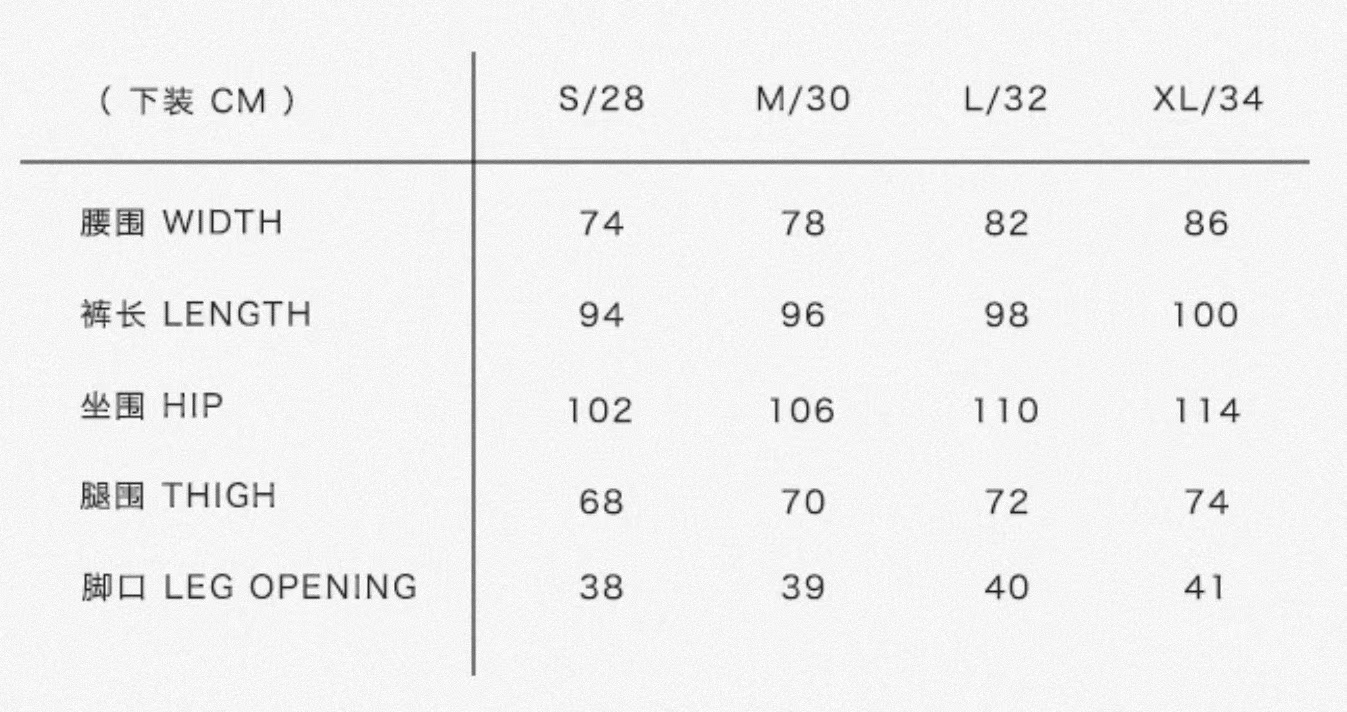 （ 下装 CM ） S/28 M/30 L/32 XL/34
腰围 WIDTH 74 78 82 86
裤长 LENGTH 94 96 98 100
坐围 HIP 102 106 110 114
腿围 THIGH 68 70 72 74
脚口 LEG OPENING 38 39 40 41